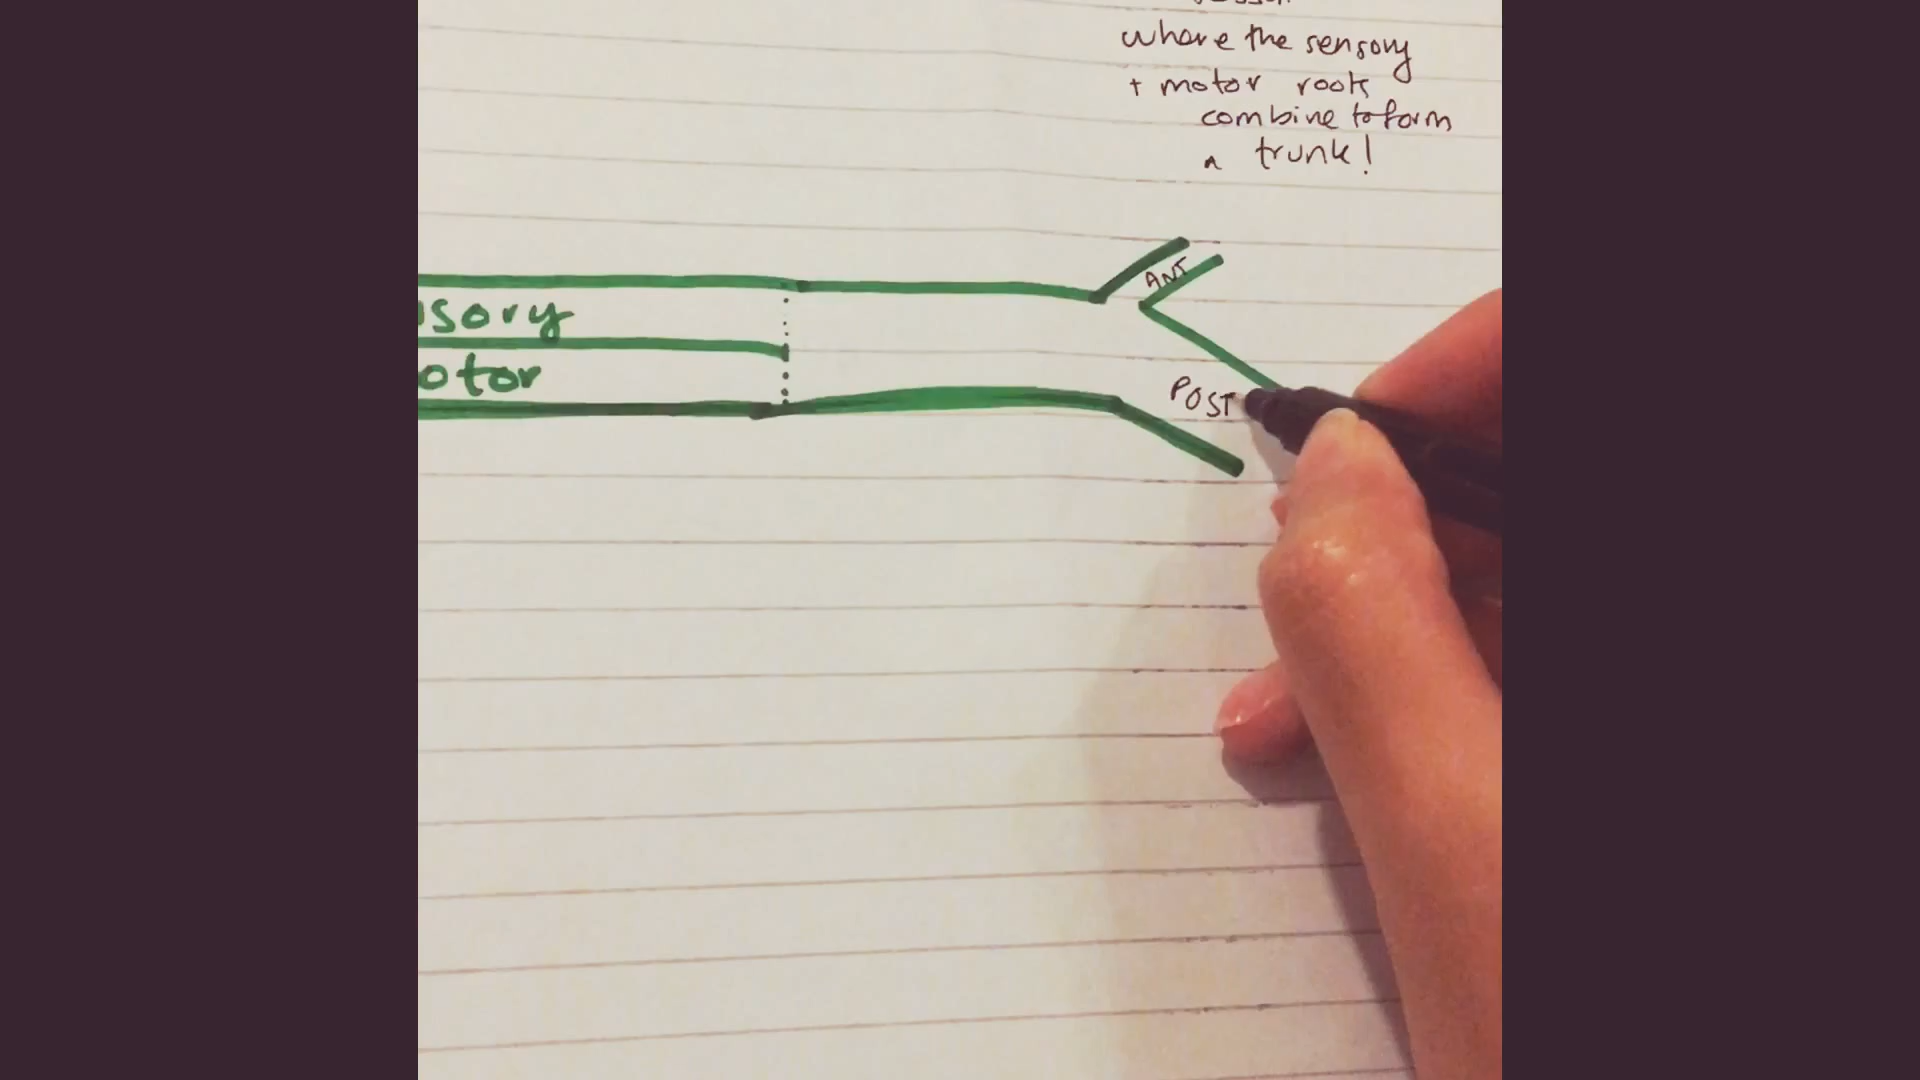 where the sensory
+ motor roots
combine to form
a trunk!
ANT
sory
otor
POST